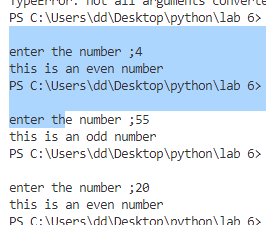 TypeError: not all arguments converte
PS C:\Users\dd\Desktop\python\lab 6>
enter the number ;4
this is an even number
PS C:\Users\dd\Desktop\python\lab 6>
enter the number ;55
this is an odd number
PS C:\Users\dd\Desktop\python\lab 6>
enter the number ;20
this is an even number
PS C:\Users\dd\Desktop\python\lab 6>